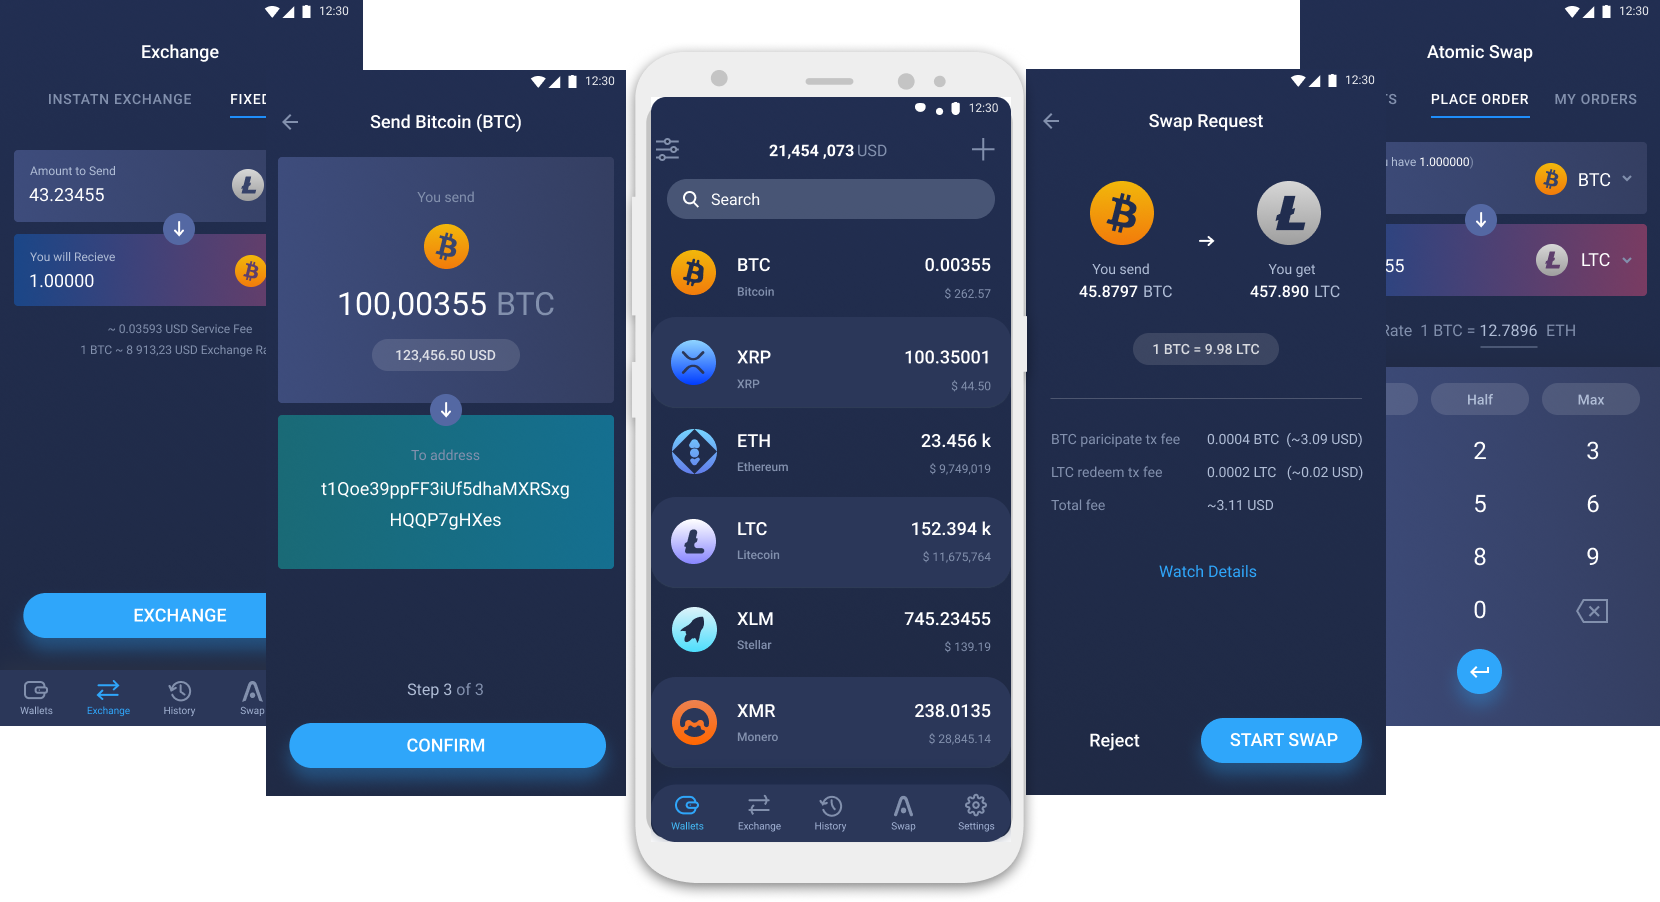 12:30
Exchange
INSTATN EXCHANGE
FIXED
Amount to Send
43.23455
You will Recieve
1.00000
~ 0.03593 USD Service Fee
1 BTC ~ 8 913,23 USD Exchange Ra
EXCHANGE
Wallets Exchange History Swap
12:30
Send Bitcoin (BTC)
You send
100,00355 BTC
123,456.50 USD
To address
t1Qoe39ppFF3iUf5dhaMXRSxg
HQQP7gHXes
Step 3 of 3
CONFIRM
12:30
21,454 ,073 USD
Search
BTC 0.00355
Bitcoin $ 262.57
XRP 100.35001
XRP $ 44.50
ETH 23.456 k
Ethereum $ 9,749,019
LTC 152.394 k
Litecoin $ 11,675,764
XLM 745.23455
Stellar $ 139.19
XMR 238.0135
Monero $ 28,845.14
Wallets Exchange History Swap Settings
12:30
Swap Request
You send You get
45.8797 BTC 457.890 LTC
1 BTC = 9.98 LTC
BTC paricipate tx fee 0.0004 BTC (~3.09 USD)
LTC redeem tx fee 0.0002 LTC (~0.02 USD)
Total fee ~3.11 USD
Watch Details
Reject START SWAP
12:30
Atomic Swap
TS PLACE ORDER MY ORDERS
u have 1.000000)
BTC
55 LTC
Rate 1 BTC = 12.7896 ETH
Half Max
2 3
5 6
8 9
0